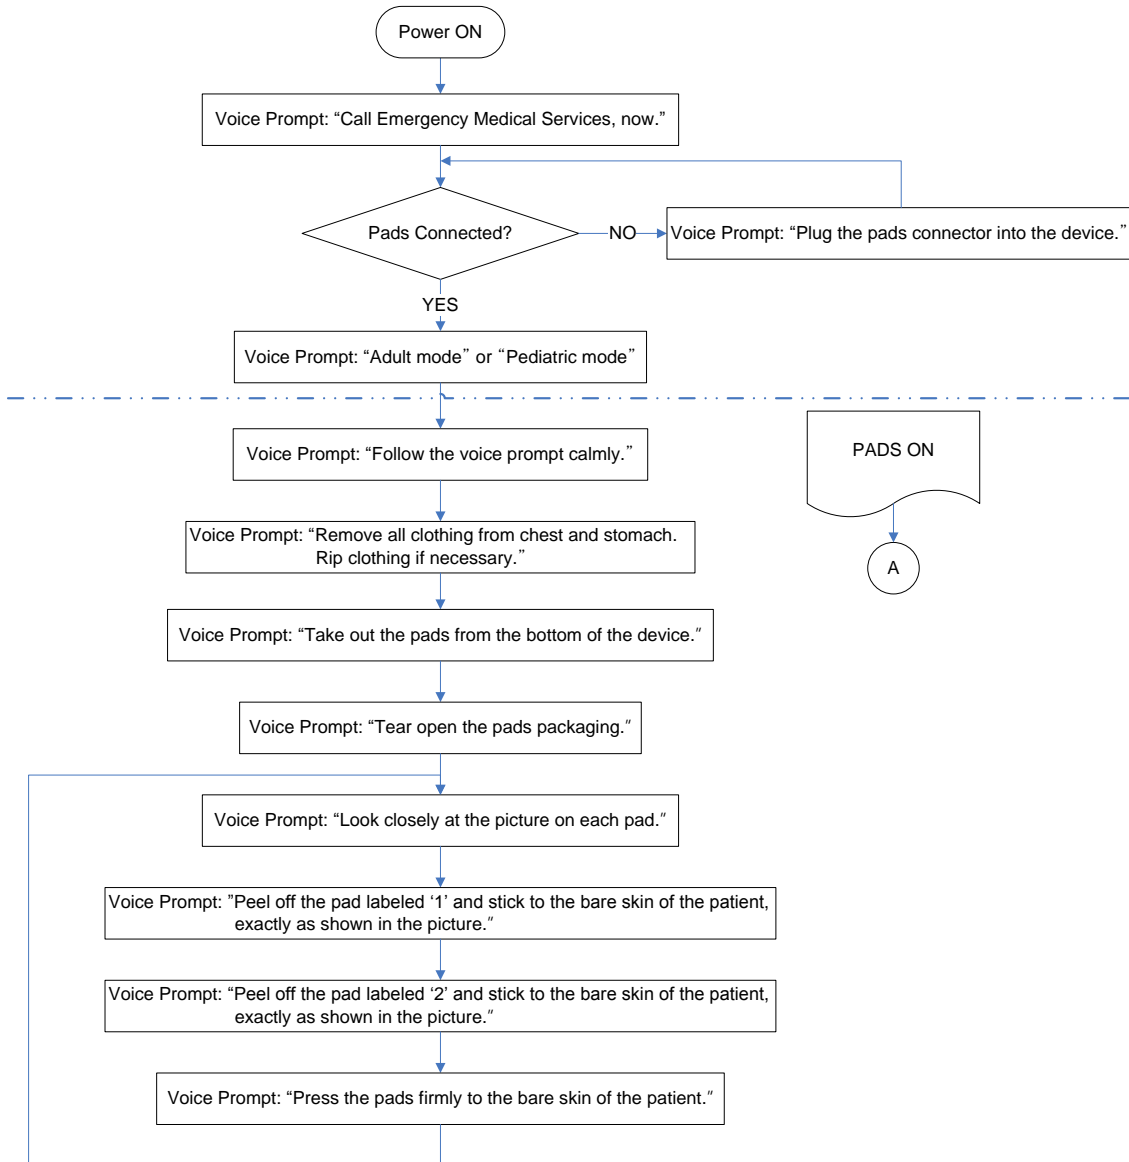 Power ON
Voice Prompt: “Call Emergency Medical Services, now.”
Pads Connected?
NO
Voice Prompt: “Plug the pads connector into the device.”
YES
Voice Prompt: “Adult mode” or “Pediatric mode”
Voice Prompt: “Follow the voice prompt calmly.”
PADS ON
Voice Prompt: “Remove all clothing from chest and stomach.
Rip clothing if necessary.”
A
Voice Prompt: “Take out the pads from the bottom of the device.”
Voice Prompt: “Tear open the pads packaging.”
Voice Prompt: “Look closely at the picture on each pad.”
Voice Prompt: ”Peel off the pad labeled ‘1’ and stick to the bare skin of the patient,
exactly as shown in the picture.”
Voice Prompt: “Peel off the pad labeled ‘2’ and stick to the bare skin of the patient,
exactly as shown in the picture.”
Voice Prompt: “Press the pads firmly to the bare skin of the patient.”